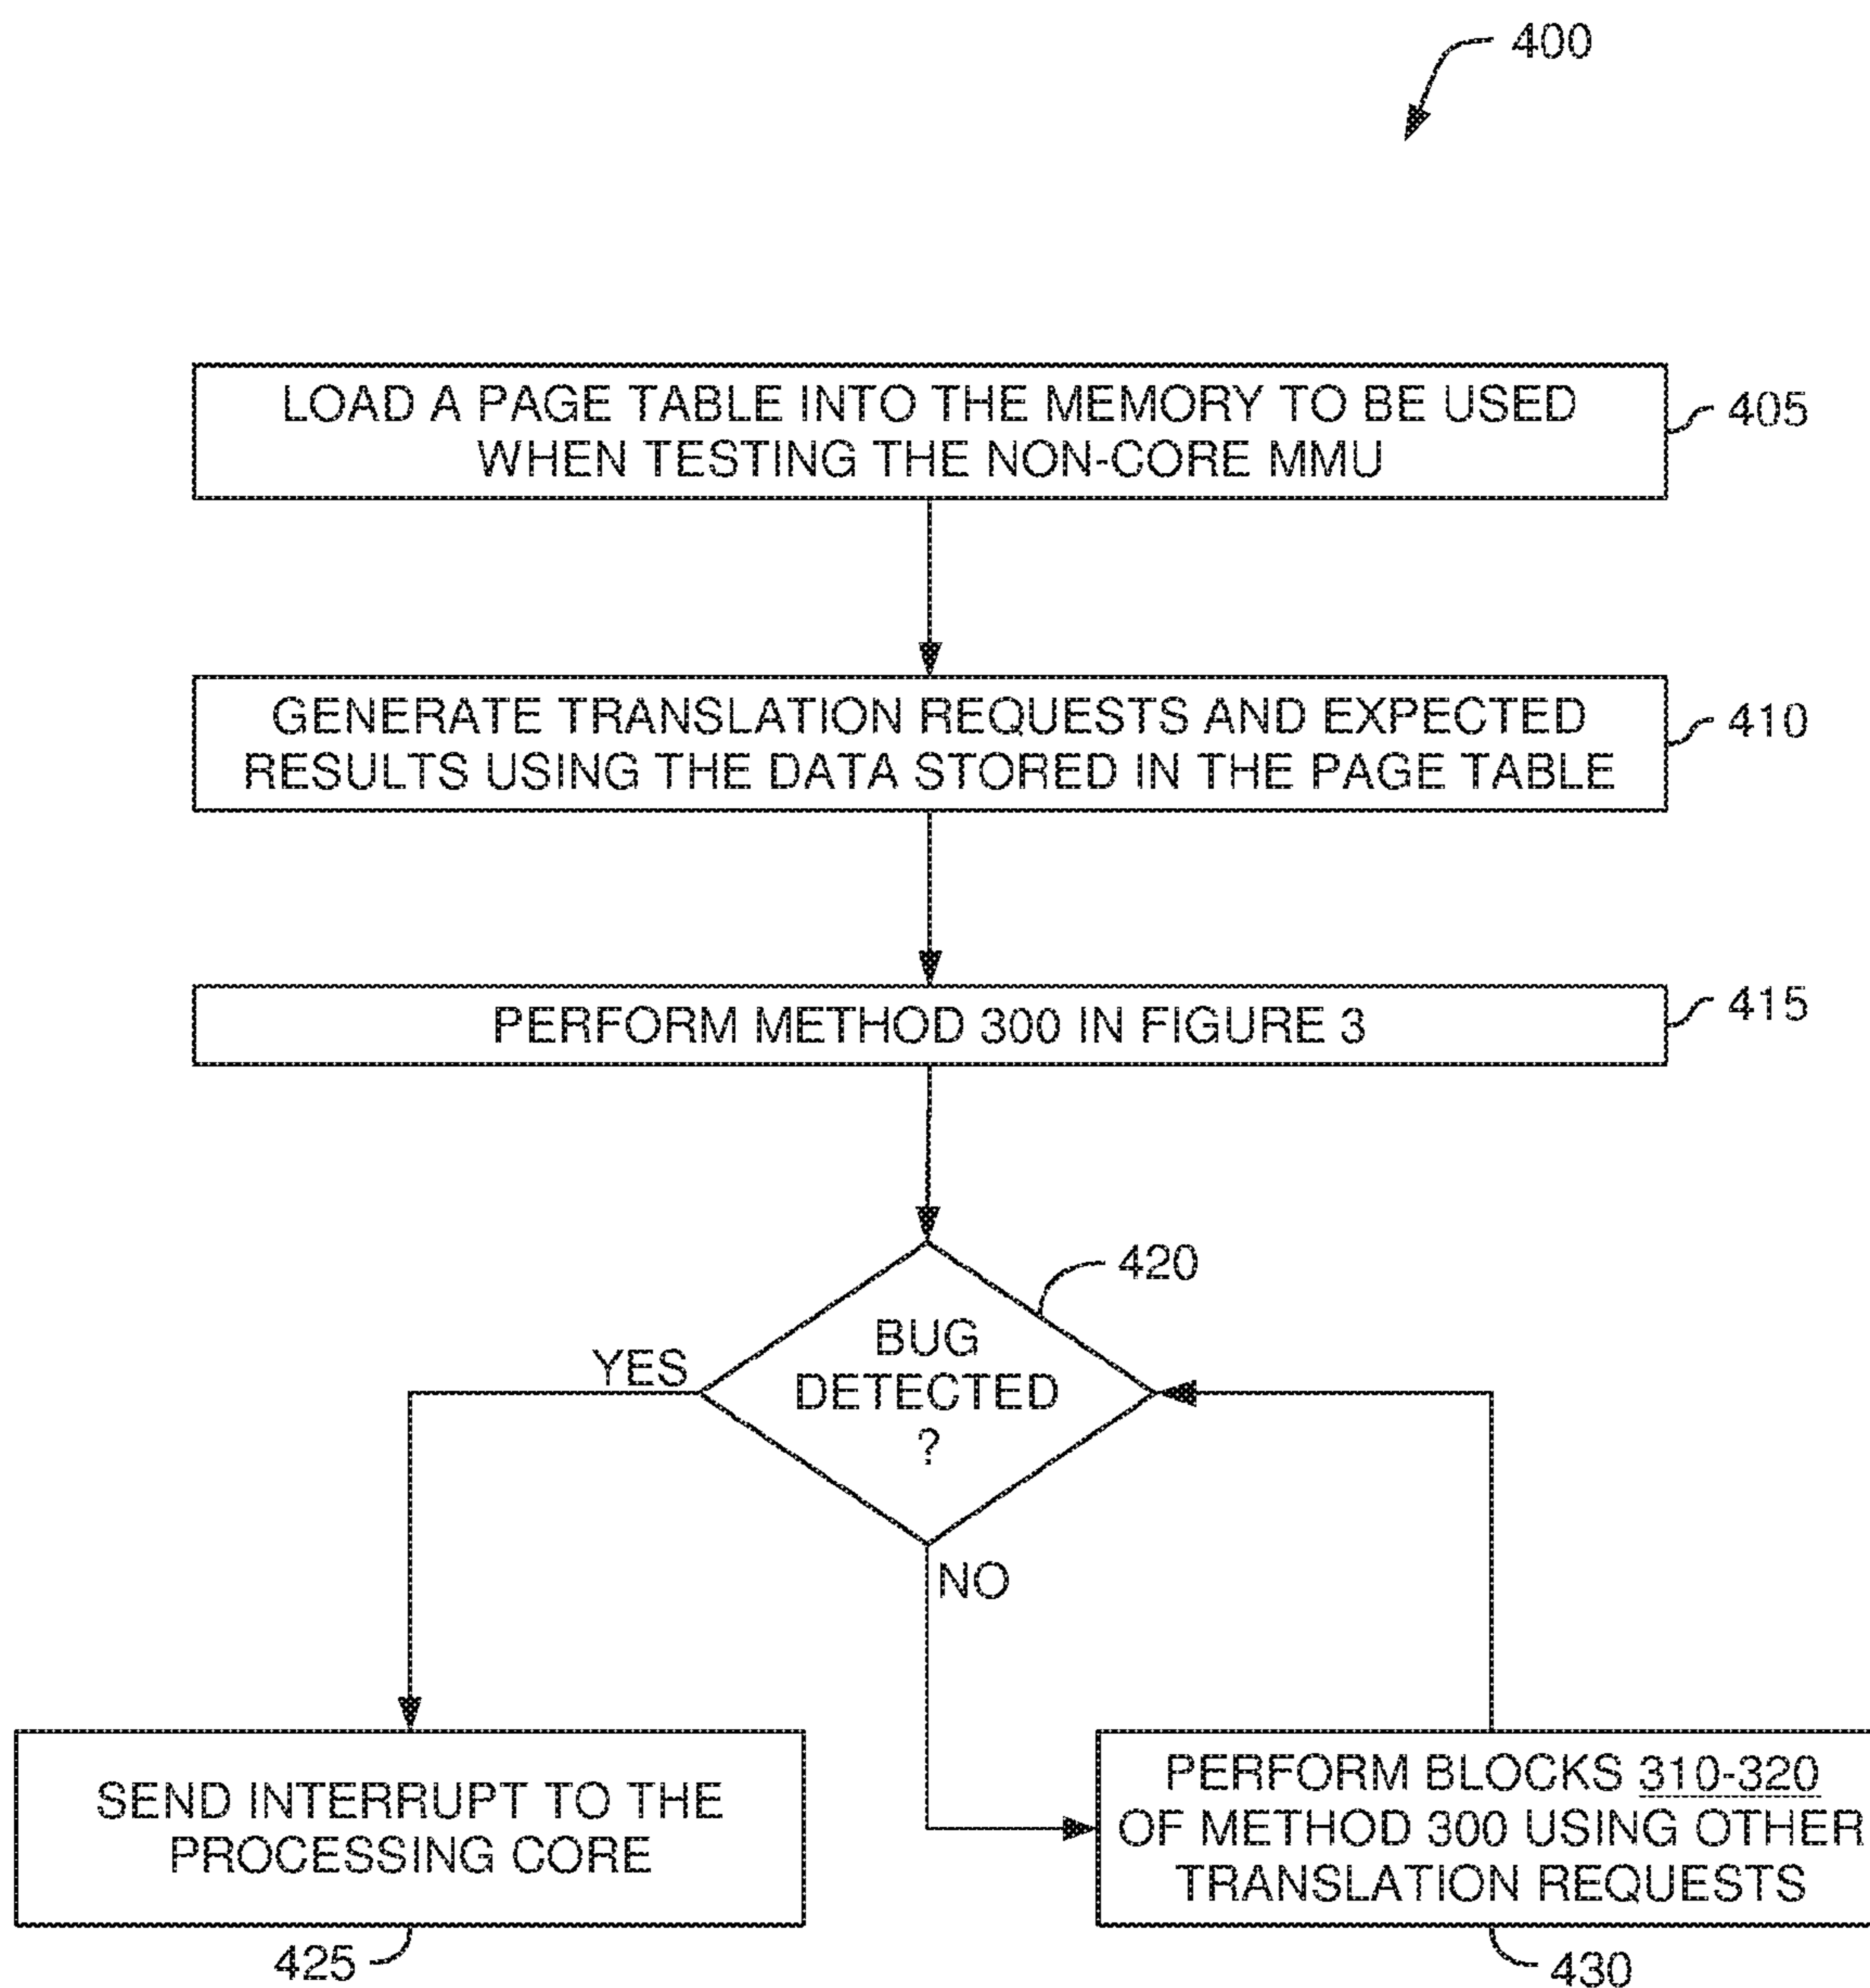 400
LOAD A PAGE TABLE INTO THE MEMORY TO BE USED
WHEN TESTING THE NON-CORE MMU
405
GENERATE TRANSLATION REQUESTS AND EXPECTED
RESULTS USING THE DATA STORED IN THE PAGE TABLE
410
PERFORM METHOD 300 IN FIGURE 3
415
420
BUG
DETECTED
?
YES
NO
SEND INTERRUPT TO THE
PROCESSING CORE
425
PERFORM BLOCKS 310-320
OF METHOD 300 USING OTHER
TRANSLATION REQUESTS
430